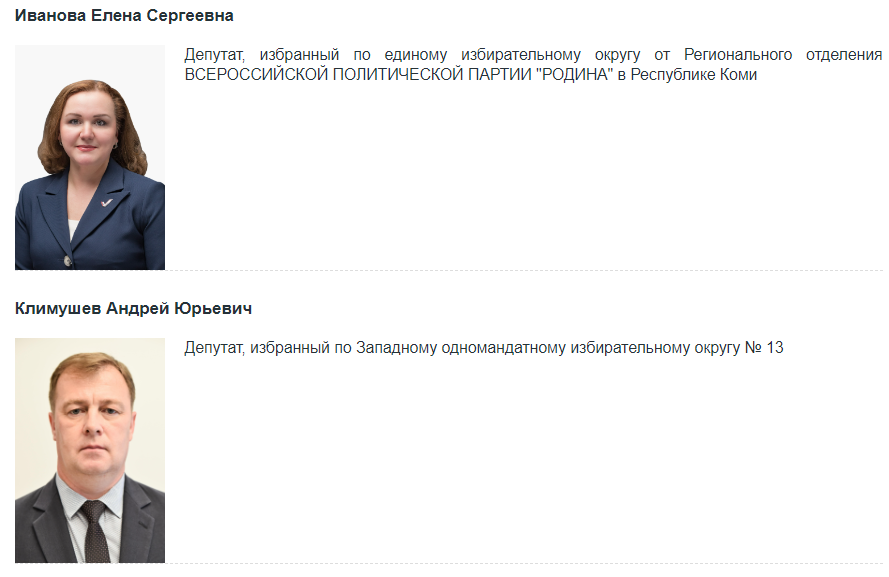 Иванова Елена Сергеевна
Депутат, избранный по единому избирательному округу от Регионального отделения
ВСЕРОССИЙСКОЙ ПОЛИТИЧЕСКОЙ ПАРТИИ "РОДИНА" в Республике Коми
Климушев Андрей Юрьевич
Депутат, избранный по Западному одномандатному избирательному округу № 13